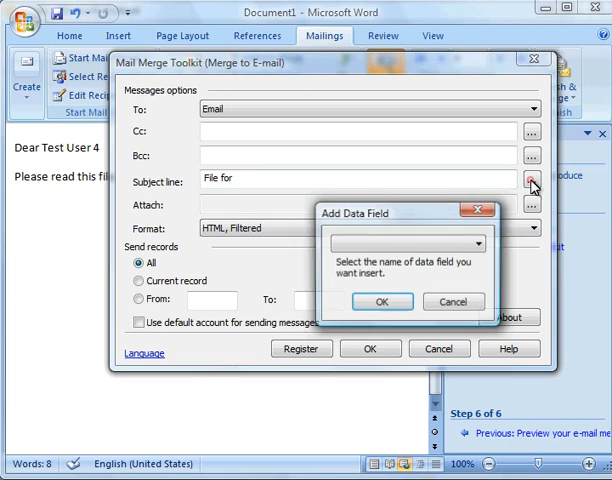 Document1 - Microsoft Word
Home Page Layout References Mailings Review View
Start Mail
Select Re
Edit Recip
Create
Start Mail
Mail Merge Toolkit (Merge to E-mail)
Messages options
To: Email
Cc: ...
Bcc: ...
Subject line: File for
Attach: ...
Format: HTML, Filtered
Send records
All
Current record
From: To:
Use default account for sending messages
About
Language
Register OK Cancel Help
Add Data Field
Select the name of data field you
want insert.
OK Cancel
Dear Test User 4
Please read this fil
Step 6 of 6
Previous: Preview your e-mail me
Words: 8 English (United States) 100%